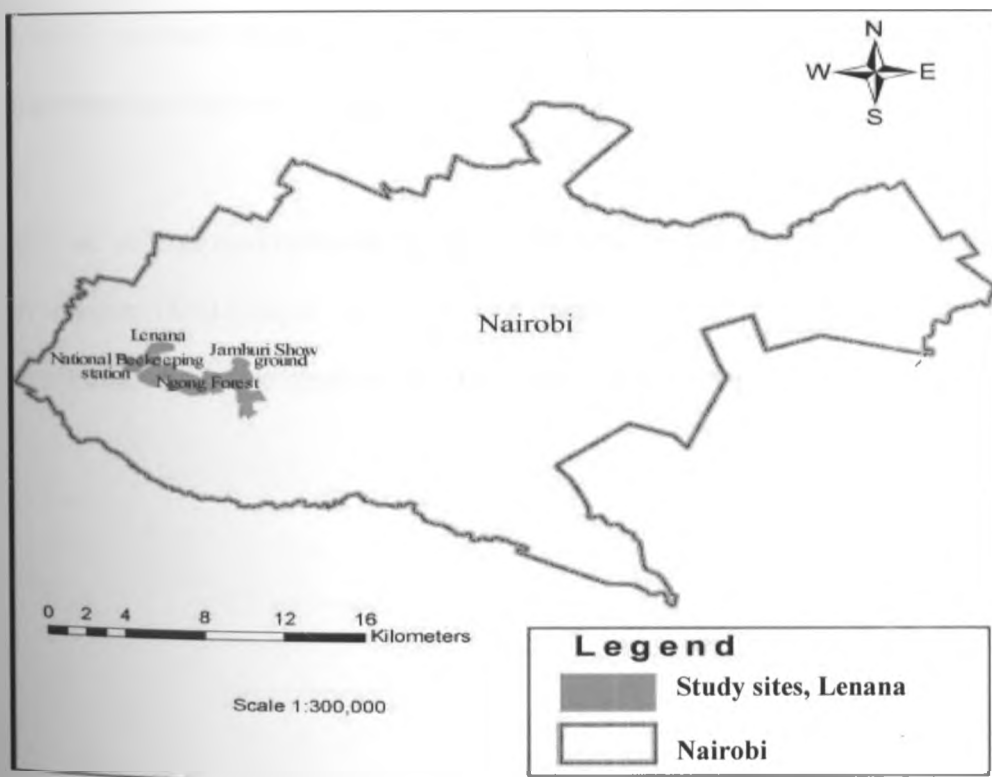 N
W E
S
Lenana
National Beekeeping
station
Jamhuri Show
ground
Ngong Forest
Nairobi
0 2 4 8 12 16
Kilometers
Scale 1:300,000
Legend
Study sites, Lenana
Nairobi